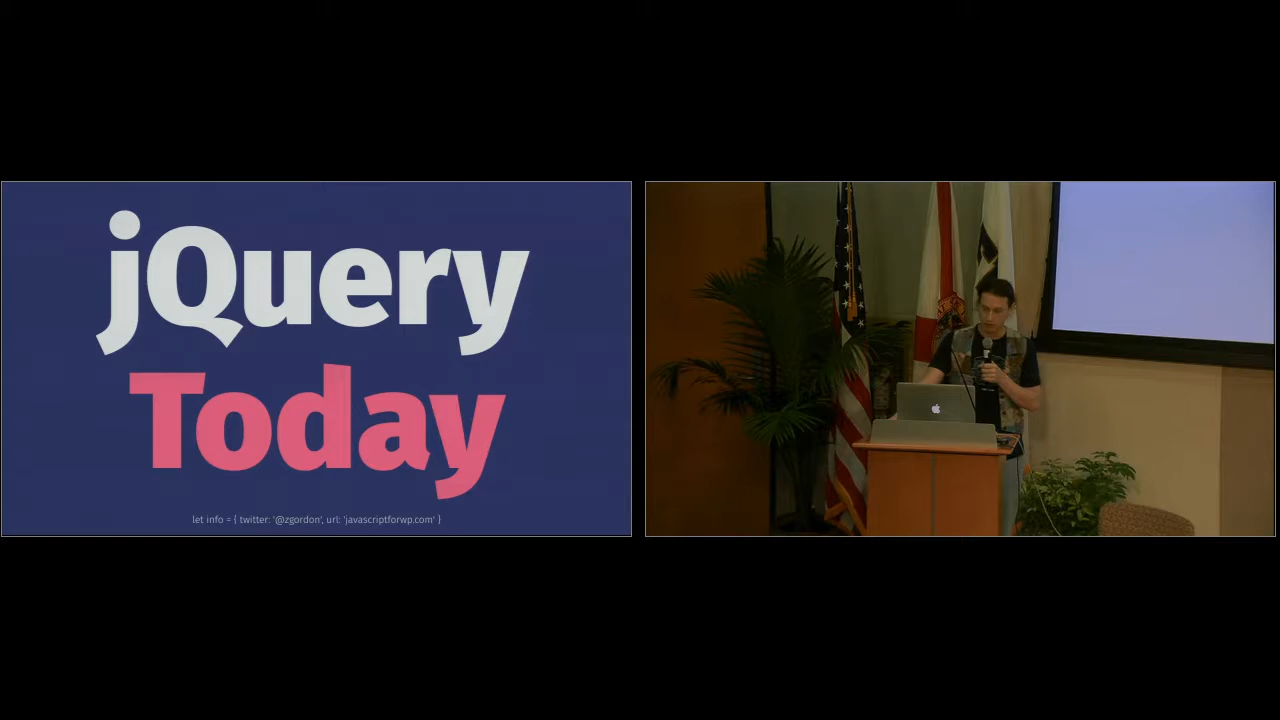 jQuery
Today
let info = { twitter: '@zgordon', url: 'javascriptforwp.com' }